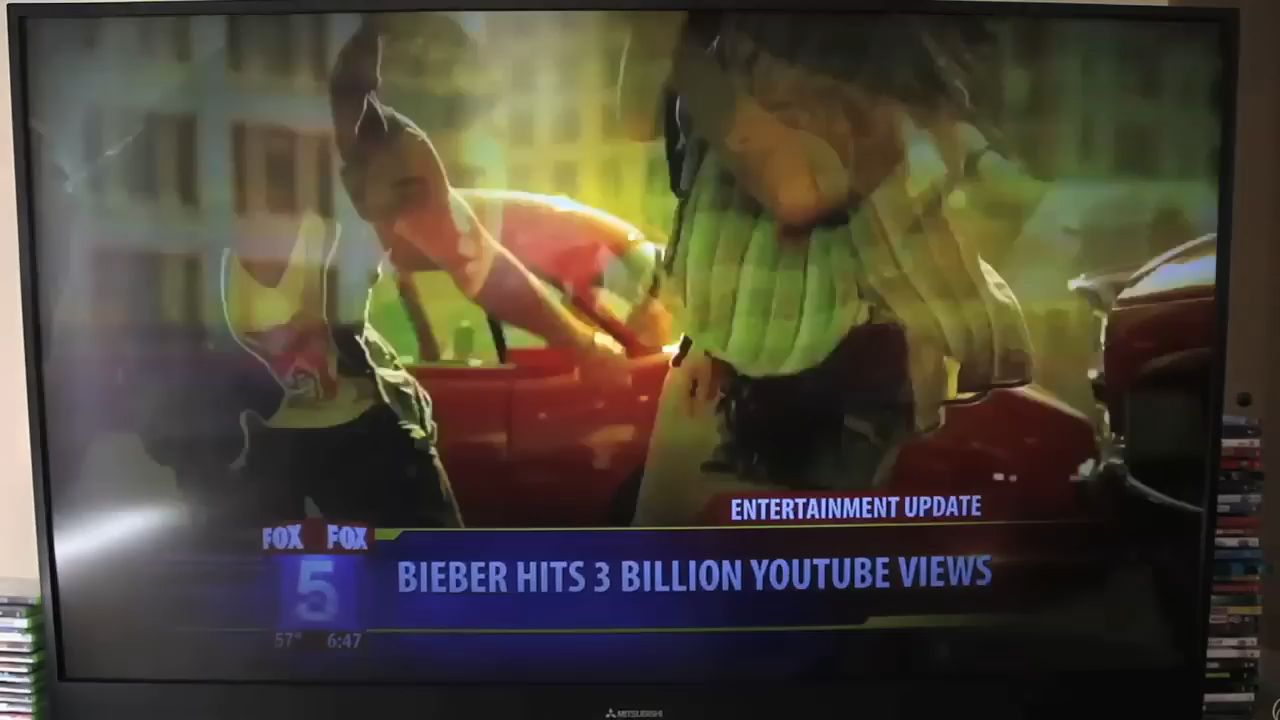 ENTERTAINMENT UPDATE
FOX FOX
BIEBER HITS 3 BILLION YOUTUBE VIEWS
5
57° 6:47
MITSUBISHI